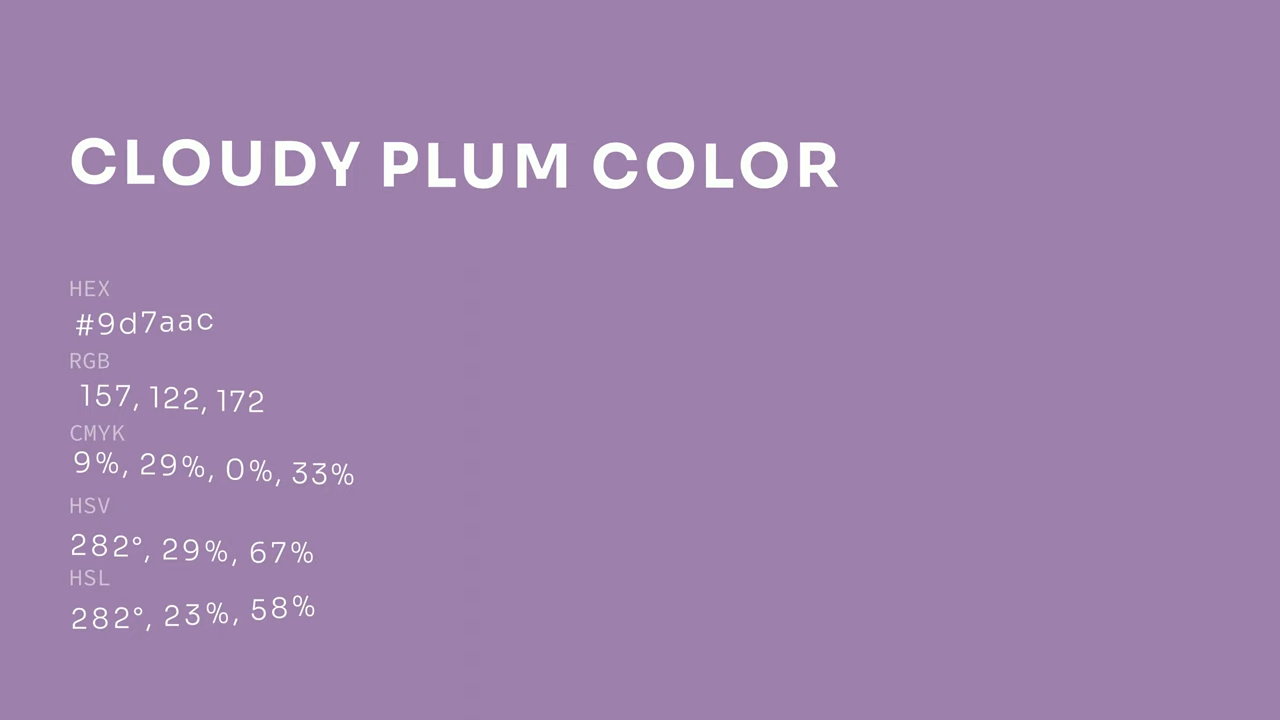 CLOUDY PLUM COLOR
HEX
#9d7aac
RGB
157, 122, 172
CMYK
9%, 29%, 0%, 33%
HSV
282°, 29%, 67%
HSL
282°, 23%, 58%